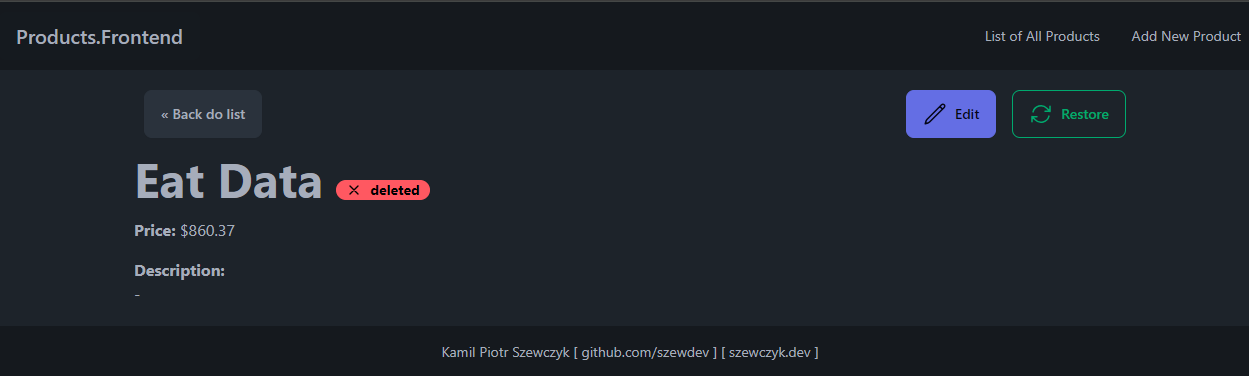 Products.Frontend
List of All Products
Add New Product
« Back do list
Edit
Restore
Eat Data
deleted
Price: $860.37
Description:
-
Kamil Piotr Szewczyk [ github.com/szewdev ] [ szewczyk.dev ]